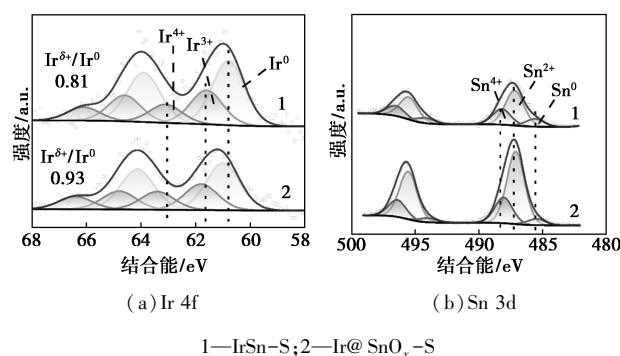 Ir⁴⁺
Ir³⁺
Ir⁰
Irᵟ⁺/Ir⁰
0.81
1
Irᵟ⁺/Ir⁰
0.93
2
强度/a.u.
68 66 64 62 60 58
结合能/eV
(a)Ir 4f
Sn⁴⁺
Sn²⁺
Sn⁰
1
2
强度/a.u.
500 495 490 485 480
结合能/eV
(b)Sn 3d
1—IrSn-S;2—Ir@SnOₓ-S